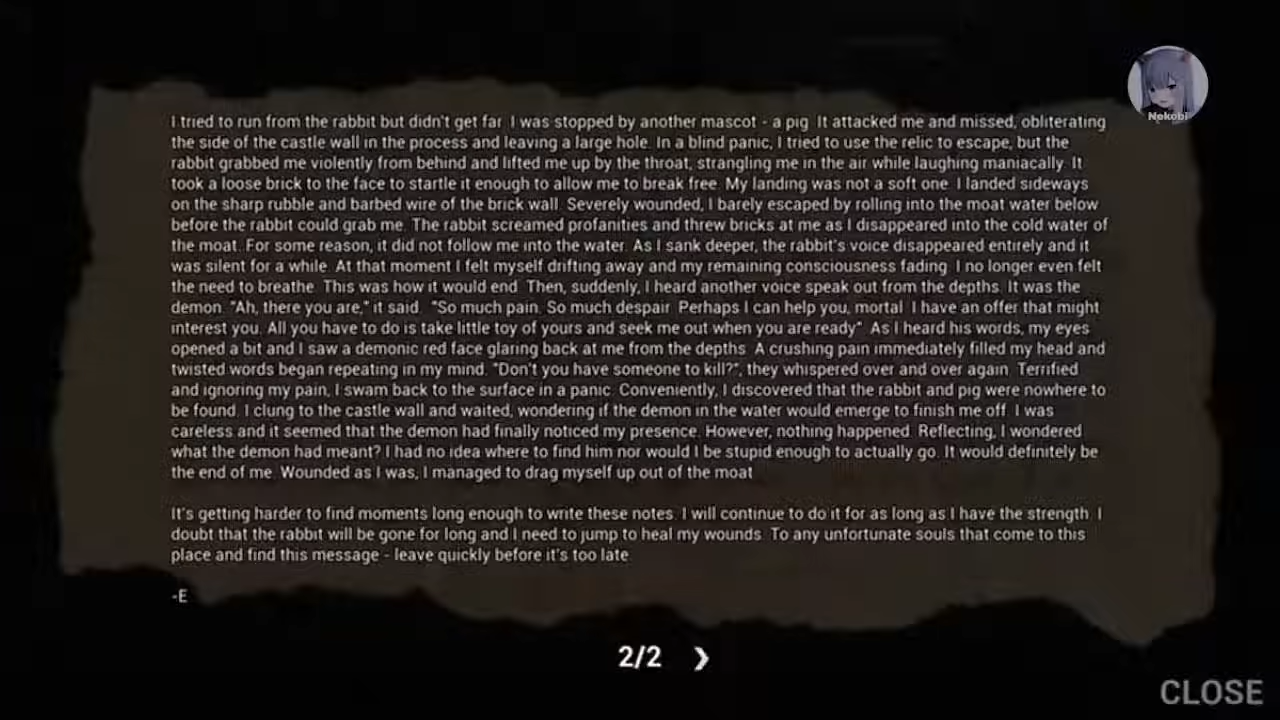 Nekobi
I tried to run from the rabbit but didn't get far. I was stopped by another mascot - a pig. It attacked me and missed, obliterating
the side of the castle wall in the process and leaving a large hole. In a blind panic, I tried to use the relic to escape, but the
rabbit grabbed me violently from behind and lifted me up by the throat, strangling me in the air while laughing maniacally. It
took a loose brick to the face to startle it enough to allow me to break free. My landing was not a soft one. I landed sideways
on the sharp rubble and barbed wire of the brick wall. Severely wounded, I barely escaped by rolling into the moat water below
before the rabbit could grab me. The rabbit screamed profanities and threw bricks at me as I disappeared into the cold water of
the moat. For some reason, it did not follow me into the water. As I sank deeper, the rabbit's voice disappeared entirely and it
was silent for a while. At that moment I felt myself drifting away and my remaining consciousness fading. I no longer even felt
the need to breathe. This was how it would end. Then, suddenly, I heard another voice speak out from the depths. It was the
demon. "Ah, there you are," it said. "So much pain. So much despair. Perhaps I can help you, mortal. I have an offer that might
interest you. All you have to do is take little toy of yours and seek me out when you are ready". As I heard his words, my eyes
opened a bit and I saw a demonic red face glaring back at me from the depths. A crushing pain immediately filled my head and
twisted words began repeating in my mind. "Don't you have someone to kill?", they whispered over and over again. Terrified
and ignoring my pain, I swam back to the surface in a panic. Conveniently, I discovered that the rabbit and pig were nowhere to
be found. I clung to the castle wall and waited, wondering if the demon in the water would emerge to finish me off. I was
careless and it seemed that the demon had finally noticed my presence. However, nothing happened. Reflecting, I wondered
what the demon had meant? I had no idea where to find him nor would I be stupid enough to actually go. It would definitely be
the end of me. Wounded as I was, I managed to drag myself up out of the moat.
It's getting harder to find moments long enough to write these notes. I will continue to do it for as long as I have the strength. I
doubt that the rabbit will be gone for long and I need to jump to heal my wounds. To any unfortunate souls that come to this
place and find this message - leave quickly before it's too late.
-E
2/2 ❯
CLOSE